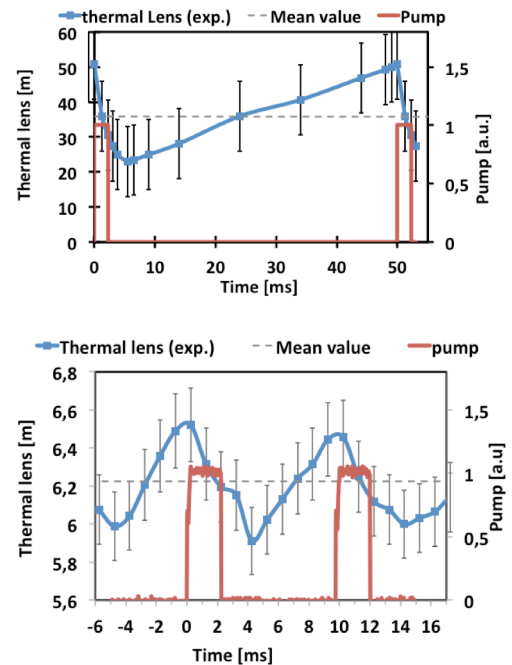 thermal Lens (exp.) Mean value Pump
Thermal lens [m]
60
50
40
30
20
10
0
Pump [a.u.]
1,5
1
0,5
0
0 10 20 30 40 50
Time [ms]
Thermal lens (exp.) Mean value pump
Thermal lens [m]
6,8
6,6
6,4
6,2
6
5,8
5,6
Pump [a.u]
1,5
1
0,5
0
-6 -4 -2 0 2 4 6 8 10 12 14 16
Time [ms]